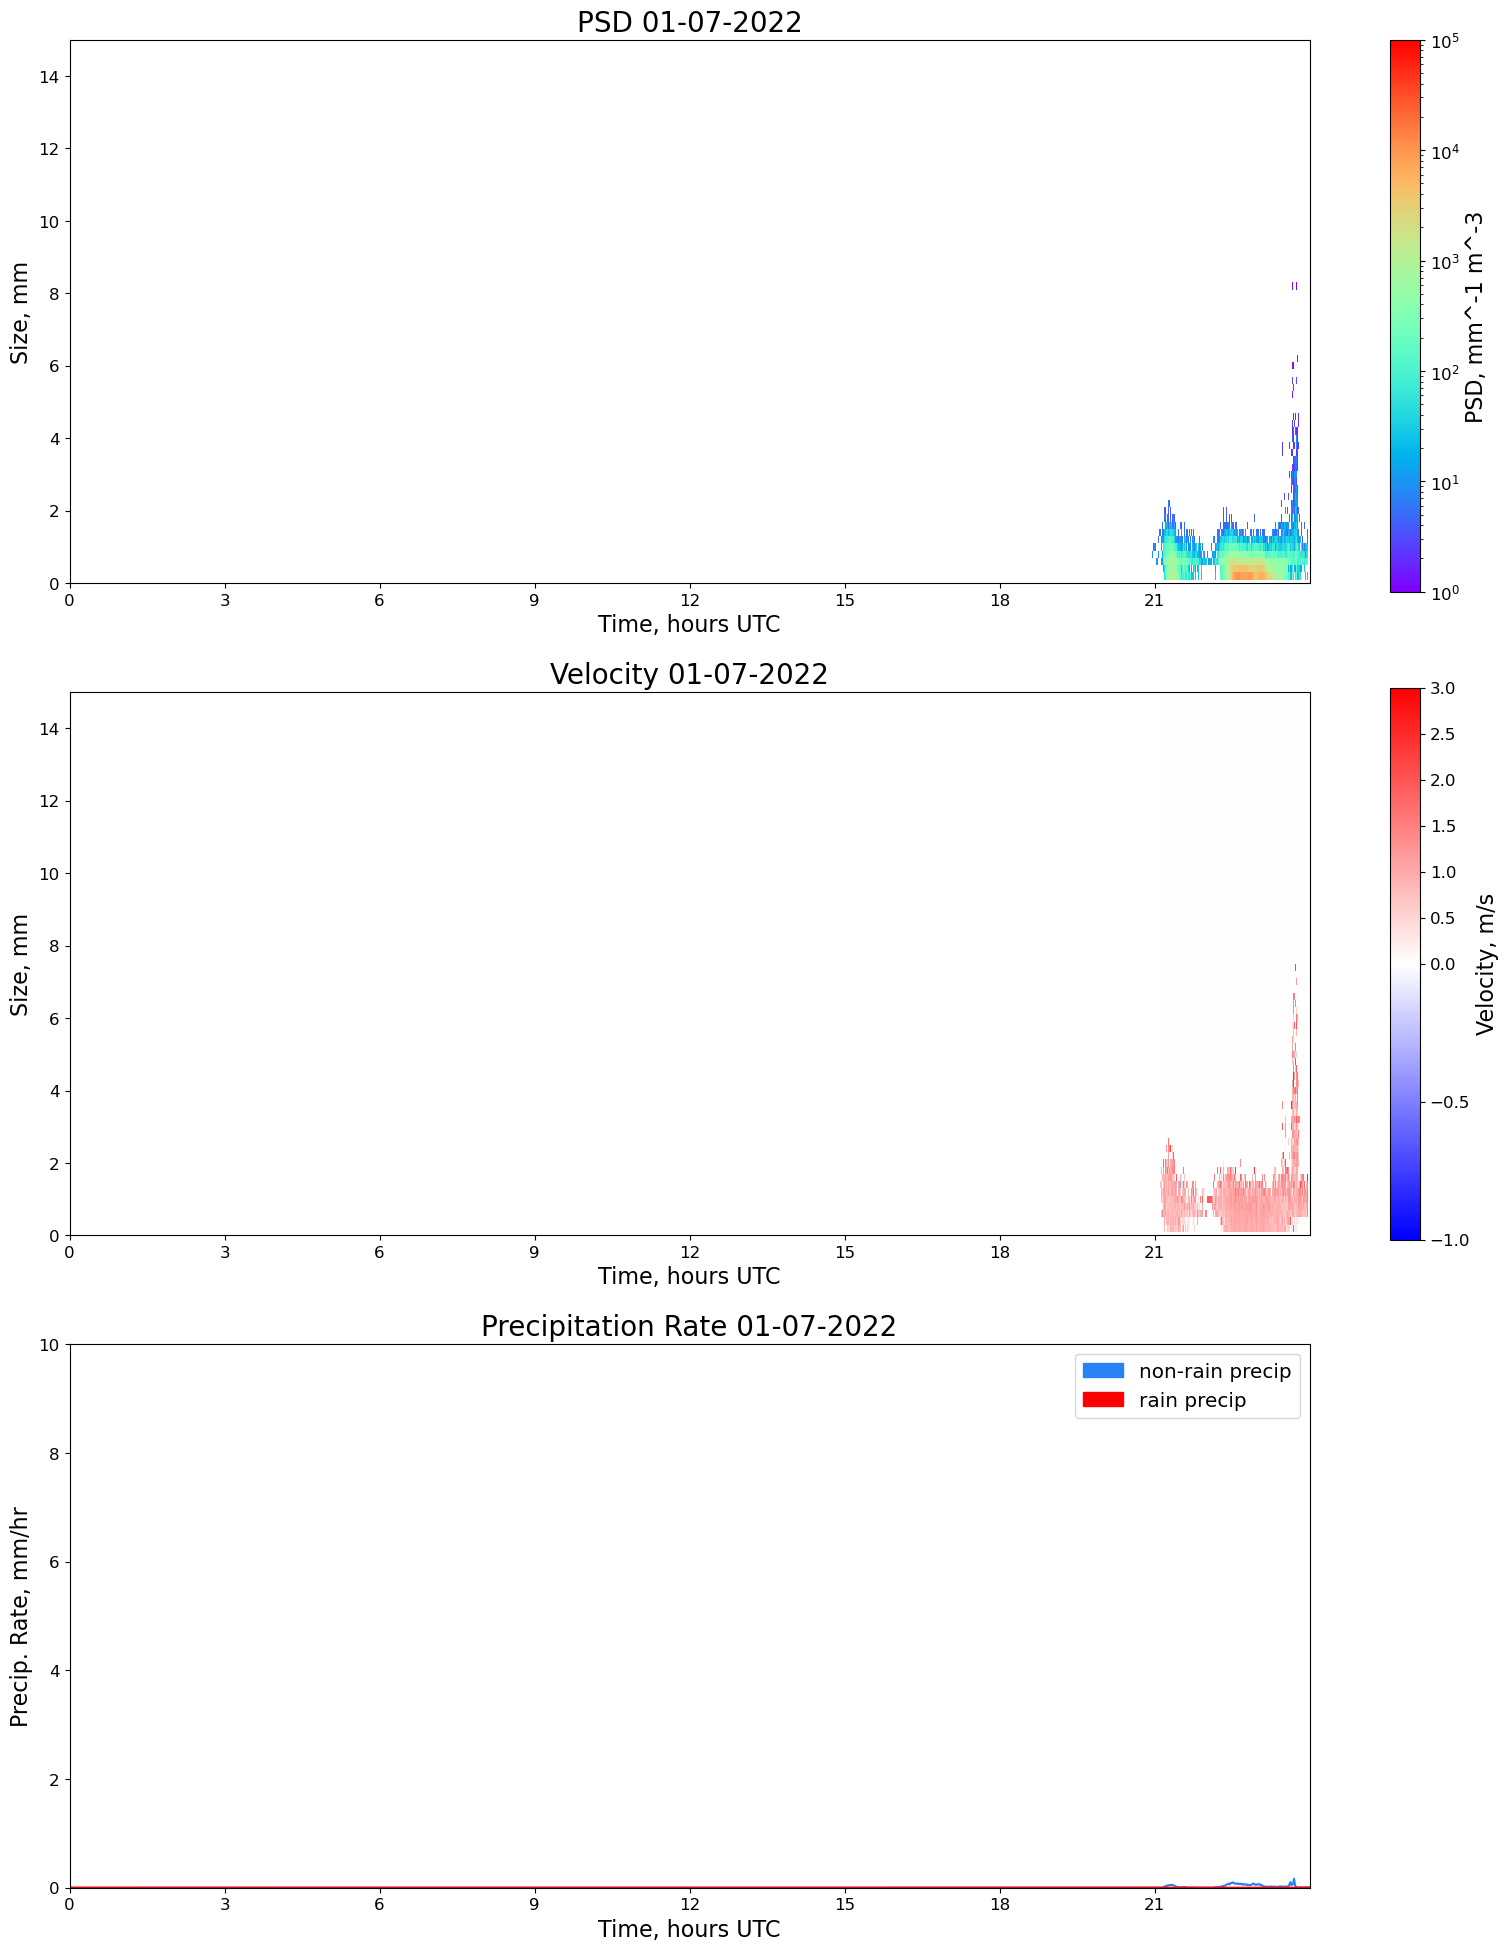 PSD 01-07-2022
14
12
10
8
6
4
2
0
Size, mm
0 3 6 9 12 15 18 21
Time, hours UTC
10^5
10^4
10^3
10^2
10^1
10^0
PSD, mm^-1 m^-3
Velocity 01-07-2022
14
12
10
8
6
4
2
0
Size, mm
0 3 6 9 12 15 18 21
Time, hours UTC
3.0
2.5
2.0
1.5
1.0
0.5
0.0
−0.5
−1.0
Velocity, m/s
Precipitation Rate 01-07-2022
10
8
6
4
2
0
Precip. Rate, mm/hr
non-rain precip
rain precip
0 3 6 9 12 15 18 21
Time, hours UTC